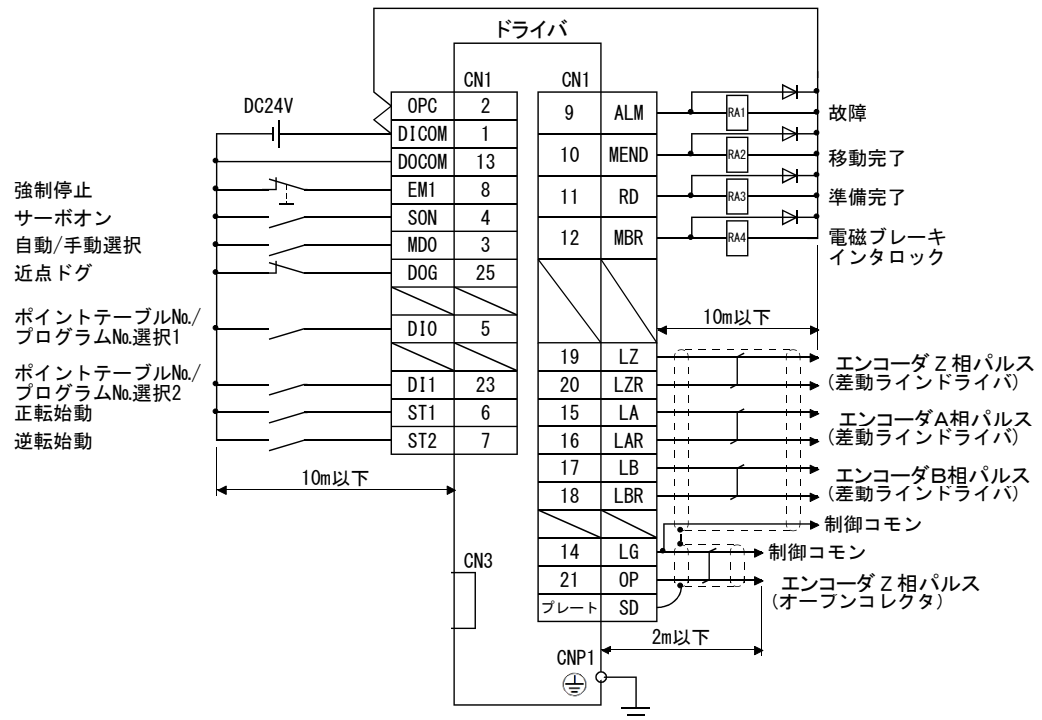 ドライバ
CN1
CN1
DC24V
OPC 2
DICOM 1
DOCOM 13
強制停止 EM1 8
サーボオン SON 4
自動/手動選択 MD0 3
近点ドグ DOG 25
ポイントテーブルNo./
プログラムNo.選択1
DI0 5
ポイントテーブルNo./
プログラムNo.選択2
DI1 23
正転始動 ST1 6
逆転始動 ST2 7
10m以下
CN3
9 ALM RA1 故障
10 MEND RA2 移動完了
11 RD RA3 準備完了
12 MBR RA4 電磁ブレーキ
インタロック
10m以下
19 LZ エンコーダZ相パルス
20 LZR (差動ラインドライバ)
15 LA エンコーダA相パルス
16 LAR (差動ラインドライバ)
17 LB エンコーダB相パルス
18 LBR (差動ラインドライバ)
制御コモン
14 LG 制御コモン
21 OP エンコーダZ相パルス
(オープンコレクタ)
プレート SD
2m以下
CNP1